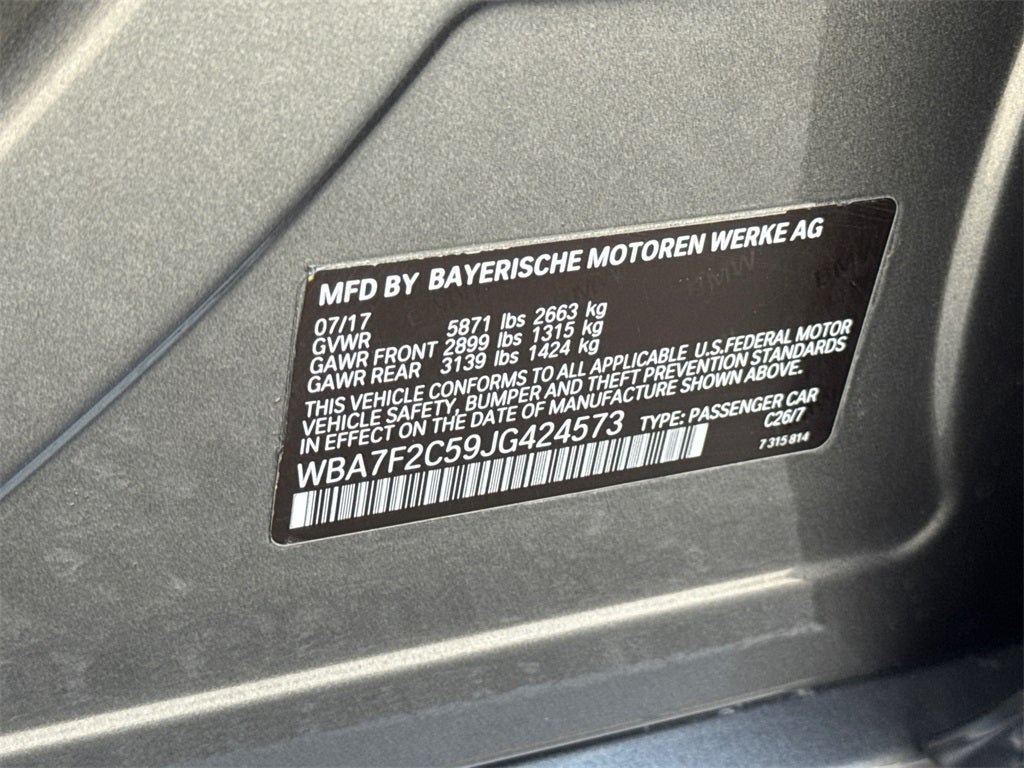 MFD BY BAYERISCHE MOTOREN WERKE AG
07/17
GVWR 5871 lbs 2663 kg
GAWR FRONT 2899 lbs 1315 kg
GAWR REAR 3139 lbs 1424 kg
THIS VEHICLE CONFORMS TO ALL APPLICABLE U.S.FEDERAL MOTOR
VEHICLE SAFETY, BUMPER AND THEFT PREVENTION STANDARDS
IN EFFECT ON THE DATE OF MANUFACTURE SHOWN ABOVE.
WBA7F2C59JG424573 TYPE: PASSENGER CAR
C26/7
7 315 814